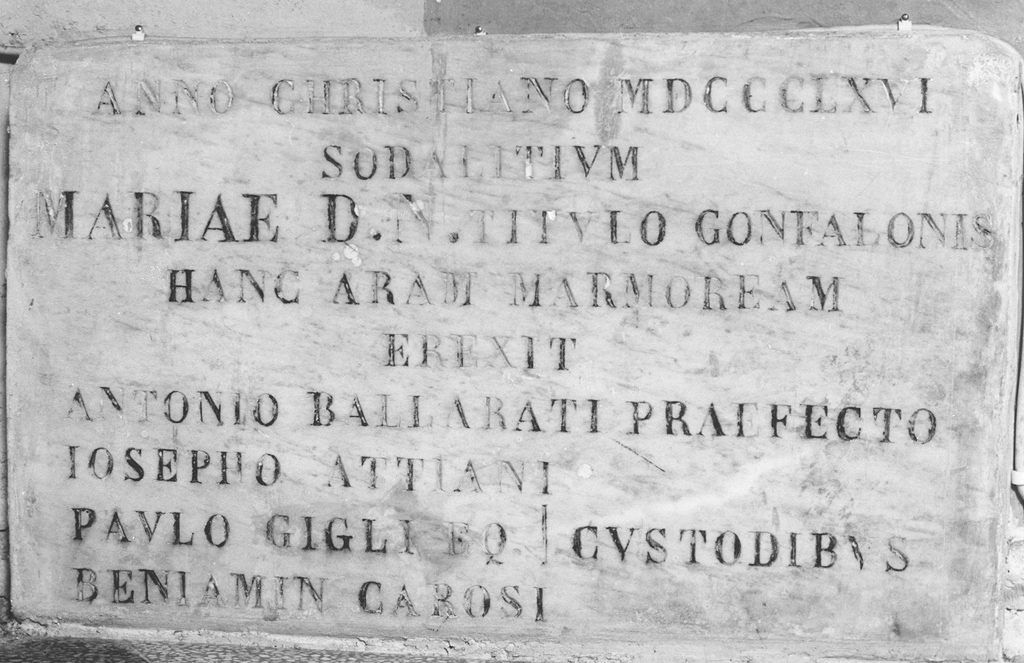 ANNO CHRISTIANO MDCCCLXVI
SODALITIVM
MARIAE D.N. TITVLO GONFALONIS
HANC ARAM MARMOREAM
EREXIT
ANTONIO BALLARATI PRAEFECTO
IOSEPHO ATTIANI
PAVLO GIGLI EQ. CVSTODIBVS
BENIAMIN CAROSI